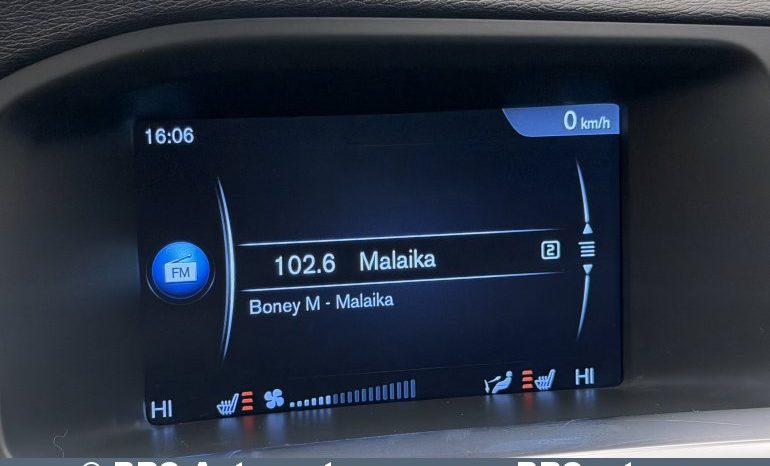 16:06
0 km/h
FM
102.6 Malaika
2
Boney M - Malaika
HI
HI